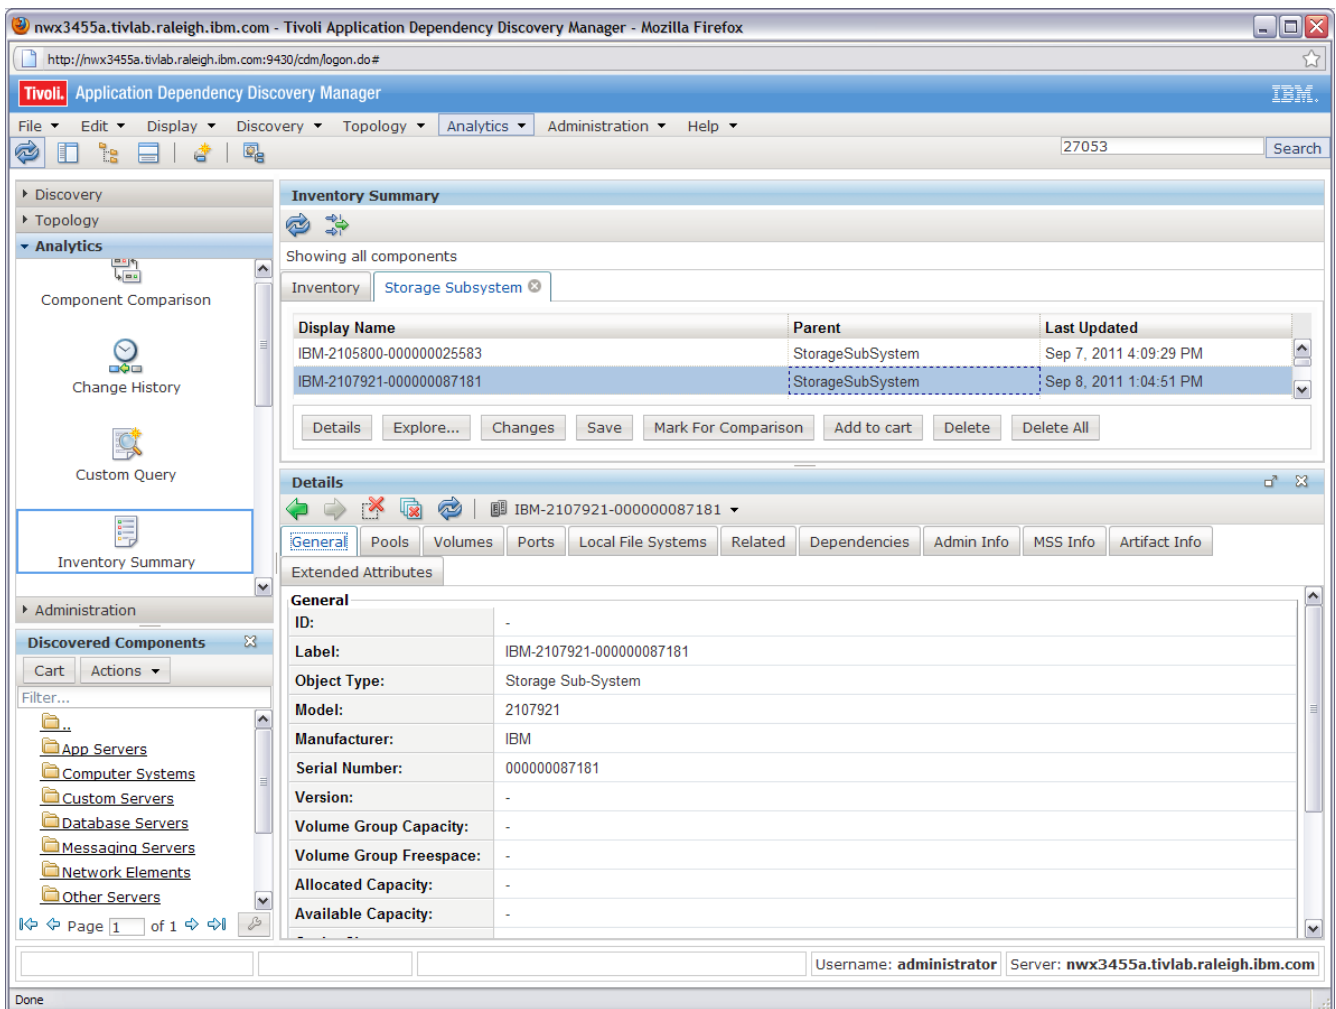 nwx3455a.tivlab.raleigh.ibm.com - Tivoli Application Dependency Discovery Manager - Mozilla Firefox
http://nwx3455a.tivlab.raleigh.ibm.com:9430/cdm/logon.do#
Tivoli. Application Dependency Discovery Manager IBM.
File Edit Display Discovery Topology Analytics Administration Help
27053 Search
Discovery
Topology
Analytics
Component Comparison
Change History
Custom Query
Inventory Summary
Administration
Discovered Components
Cart Actions
Filter...
..
App Servers
Computer Systems
Custom Servers
Database Servers
Messaging Servers
Network Elements
Other Servers
Page 1 of 1
Inventory Summary
Showing all components
Inventory Storage Subsystem
Display Name Parent Last Updated
IBM-2105800-000000025583 StorageSubSystem Sep 7, 2011 4:09:29 PM
IBM-2107921-000000087181 StorageSubSystem Sep 8, 2011 1:04:51 PM
Details Explore... Changes Save Mark For Comparison Add to cart Delete Delete All
Details
IBM-2107921-000000087181
General Pools Volumes Ports Local File Systems Related Dependencies Admin Info MSS Info Artifact Info
Extended Attributes
General
ID: -
Label: IBM-2107921-000000087181
Object Type: Storage Sub-System
Model: 2107921
Manufacturer: IBM
Serial Number: 000000087181
Version: -
Volume Group Capacity: -
Volume Group Freespace: -
Allocated Capacity: -
Available Capacity: -
Username: administrator Server: nwx3455a.tivlab.raleigh.ibm.com
Done